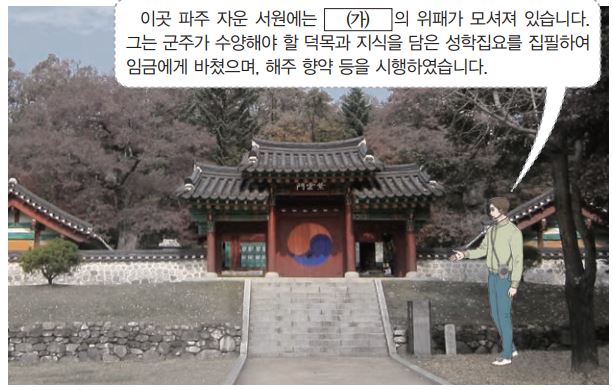 이곳 파주 자운 서원에는 (가) 의 위패가 모셔져 있습니다.
그는 군주가 수양해야 할 덕목과 지식을 담은 성학집요를 집필하여
임금에게 바쳤으며, 해주 향약 등을 시행하였습니다.
門雲紫